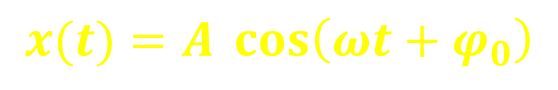 x(t) = A cos(ωt + φ₀)